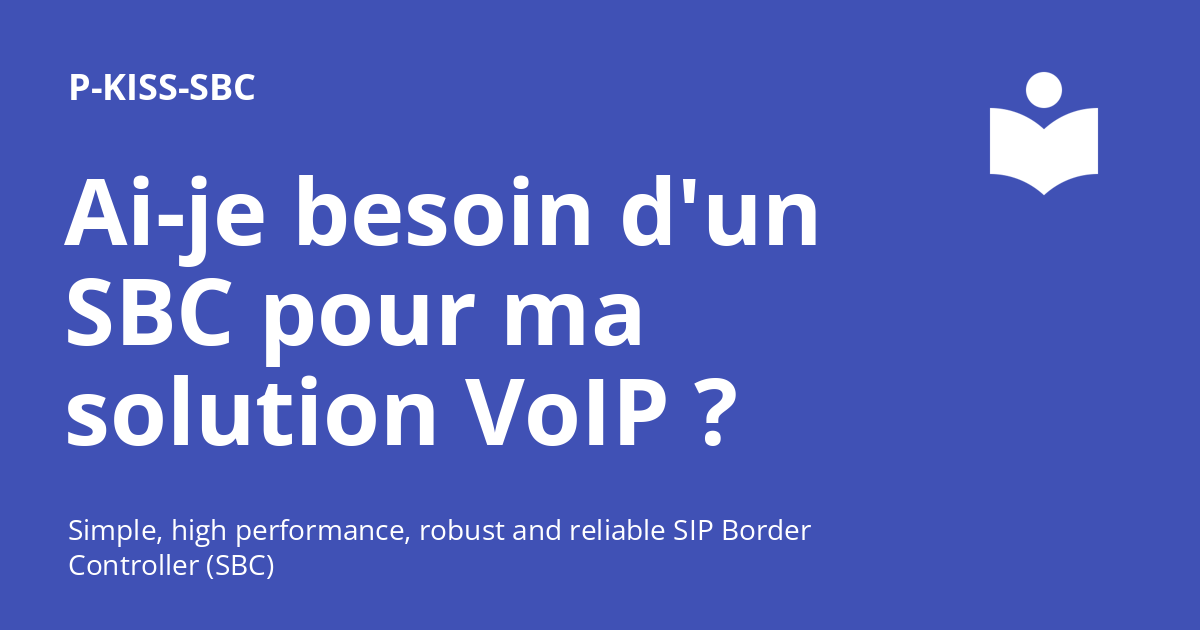 P-KISS-SBC
Ai-je besoin d'un
SBC pour ma
solution VoIP ?
Simple, high performance, robust and reliable SIP Border
Controller (SBC)